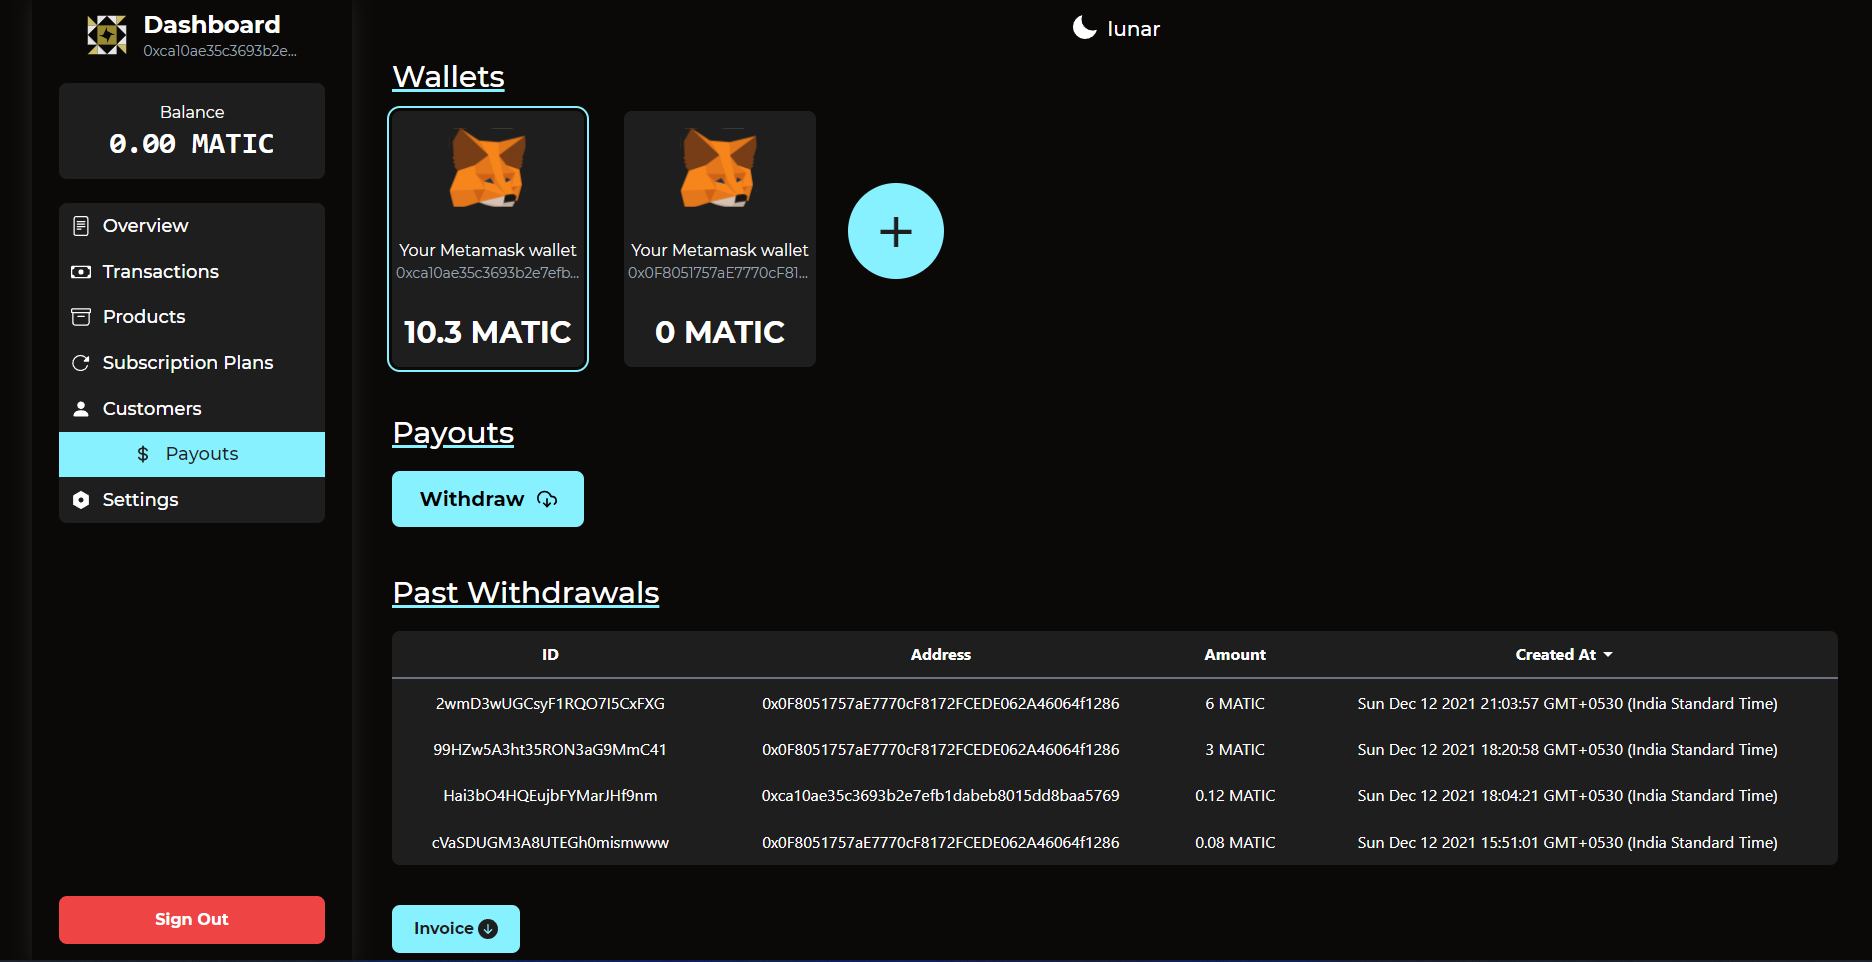 Dashboard
0xca10ae35c3693b2e...
Balance
0.00 MATIC
Overview
Transactions
Products
Subscription Plans
Customers
$ Payouts
Settings
Sign Out
lunar
Wallets
Your Metamask wallet
0xca10ae35c3693b2e7efb...
10.3 MATIC
Your Metamask wallet
0x0F8051757aE7770cF81...
0 MATIC
Payouts
Withdraw
Past Withdrawals
ID Address Amount Created At
2wmD3wUGCsyF1RQO7I5CxFXG 0x0F8051757aE7770cF8172FCEDE062A46064f1286 6 MATIC Sun Dec 12 2021 21:03:57 GMT+0530 (India Standard Time)
99HZw5A3ht35RON3aG9MmC41 0x0F8051757aE7770cF8172FCEDE062A46064f1286 3 MATIC Sun Dec 12 2021 18:20:58 GMT+0530 (India Standard Time)
Hai3bO4HQEujbFYMarJHf9nm 0xca10ae35c3693b2e7efb1dabeb8015dd8baa5769 0.12 MATIC Sun Dec 12 2021 18:04:21 GMT+0530 (India Standard Time)
cVaSDUGM3A8UTEGh0mismwww 0x0F8051757aE7770cF8172FCEDE062A46064f1286 0.08 MATIC Sun Dec 12 2021 15:51:01 GMT+0530 (India Standard Time)
Invoice